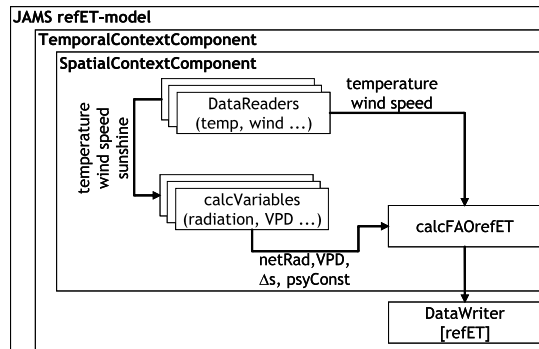 JAMS refET-model
TemporalContextComponent
SpatialContextComponent
temperature
wind speed
DataReaders
(temp, wind ...)
temperature
wind speed
sunshine
calcVariables
(radiation, VPD ...)
calcFAOrefET
netRad,VPD,
Δs, psyConst
DataWriter
[refET]